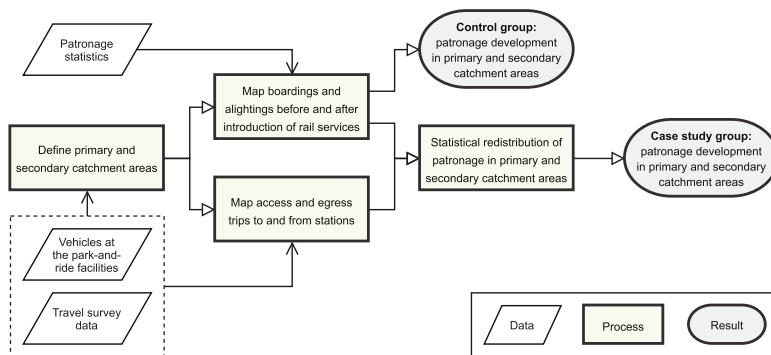 Patronage
statistics
Control group:
patronage development
in primary and secondary
catchment areas
Map boardings and
alightings before and after
introduction of rail services
Define primary and
secondary catchment areas
Statistical redistribution of
patronage in primary and
secondary catchment areas
Case study group:
patronage development
in primary and secondary
catchment areas
Map access and egress
trips to and from stations
Vehicles at
the park-and-
ride facilities
Travel survey
data
Data
Process
Result